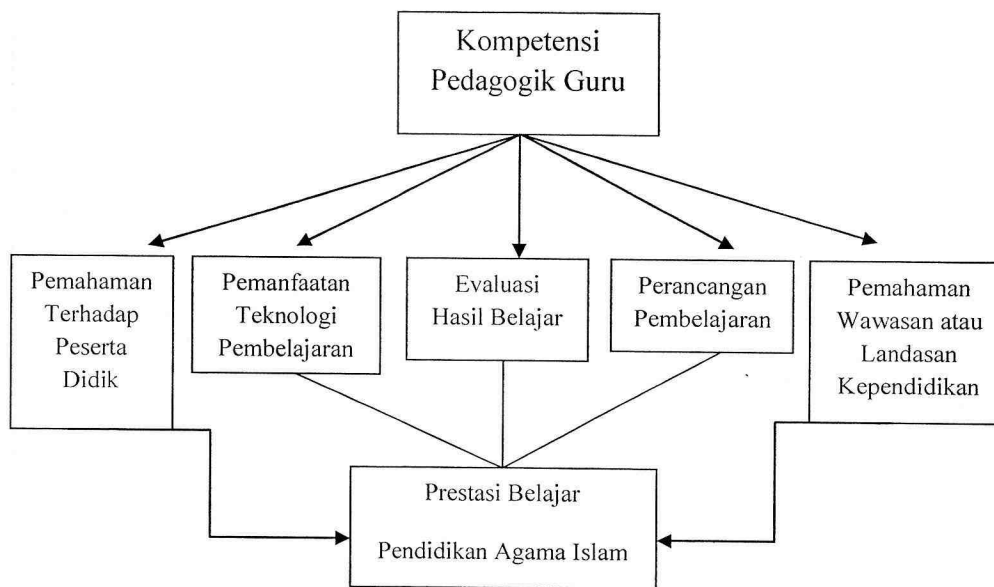 Kompetensi
Pedagogik Guru
Pemahaman
Terhadap
Peserta
Didik
Pemanfaatan
Teknologi
Pembelajaran
Evaluasi
Hasil Belajar
Perancangan
Pembelajaran
Pemahaman
Wawasan atau
Landasan
Kependidikan
Prestasi Belajar
Pendidikan Agama Islam